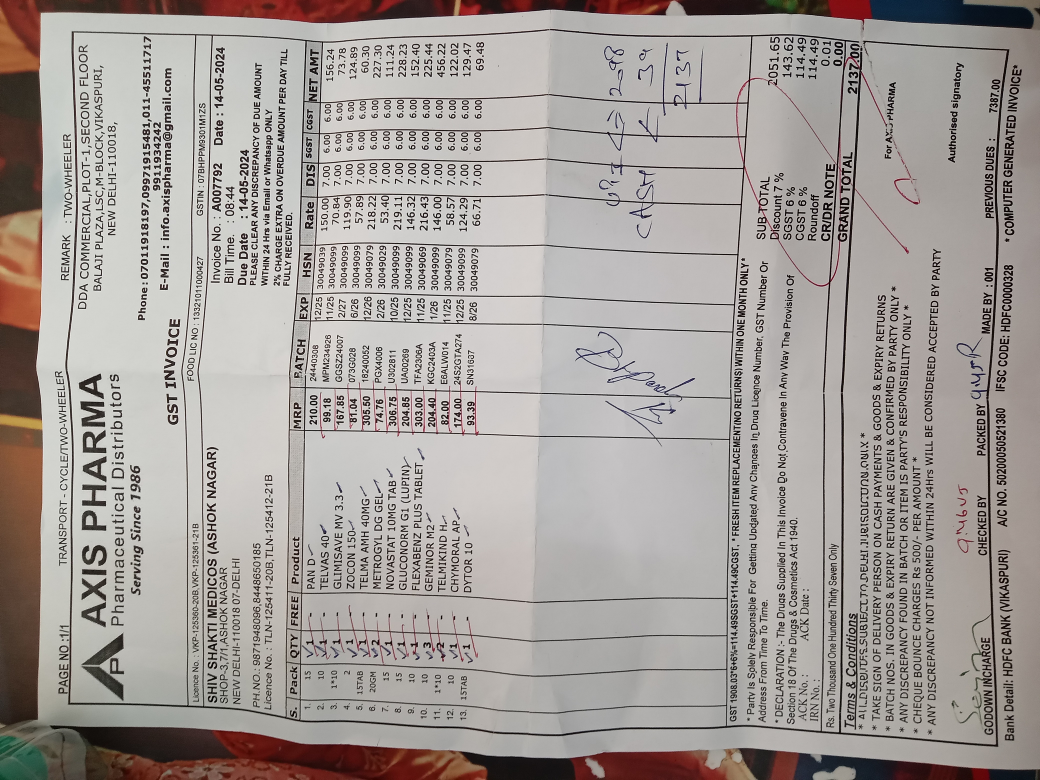 PAGE NO :1/1 TRANSPORT - CYCLE/TWO-WHEELER REMARK : TWO-WHEELER
AXIS PHARMA
Pharmaceutical Distributors
Serving Since 1986
DDA COMMERCIAL,PLOT-1,SECOND FLOOR
BALAJI PLAZA,LSC,M-BLOCK,VIKASPURI,
NEW DELHI-110018,
Phone : 07011918197,09971915481,011-45511717
9911934242
E-Mail : info.axispharma@gmail.com
GST INVOICE
Licence No. : VKP-125360-20B,VKP-125361-21B FOOD LIC NO : 13321011000427 GSTN : 07BHPPM9301M1ZS
SHIV SHAKTI MEDICOS (ASHOK NAGAR)
SHOP-3,77/1,ASHOK NAGAR
NEW DELHI-110018 07-DELHI
PH.NO.: 9871948096,8448650185
Licence No.: TLN-125411-20B,TLN-125412-21B
Invoice No. : A007792 Date : 14-05-2024
Bill Time. : 08:44
Due Date : 14-05-2024
PLEASE CLEAR ANY DISCREPANCY OF DUE AMOUNT
WITHIN 24 Hrs via Email or Whatsapp ONLY
2% CHARGE EXTRA ON OVERDUE AMOUNT PER DAY TILL
FULLY RECEIVED.
S. Pack QTY FREE Product MRP BATCH EXP HSN Rate DIS SGST CGST NET AMT
1. 15 1 - PAN D 210.00 24440308 12/25 30049039 150.00 7.00 6.00 6.00 156.24
2. 10 1 - TELVAS 40 99.18 MPM234926 11/25 30049099 70.84 7.00 6.00 6.00 73.78
3. 1*10 1 - GLIMISAVE MV 3.3 167.85 GGSZ24007 2/27 30049099 119.90 7.00 6.00 6.00 124.89
4. 2 1 - ZOCON 150 81.04 073G028 6/26 30049099 57.89 7.00 6.00 6.00 60.30
5. 15TAB 1 - TELMA AMH 40MG 305.50 18240052 12/26 30049079 218.22 7.00 6.00 6.00 227.30
6. 20GM 2 - METROGYL DG GEL 74.76 PGX4006 2/26 30049029 53.40 7.00 6.00 6.00 111.24
7. 15 1 - NOVASTAT 10MG TAB 306.75 U302811 10/25 30049099 219.11 7.00 6.00 6.00 228.23
8. 15 1 - GLUCONORM G1 (LUPIN) 204.85 UA00269 12/25 30049099 146.32 7.00 6.00 6.00 152.40
9. 10 1 - FLEXABENZ PLUS TABLET 303.00 TFA2306A 11/25 30049069 216.43 7.00 6.00 6.00 225.44
10. 10 3 - GEMINIOR M2 204.40 KGC2403A 1/26 30049099 146.00 7.00 6.00 6.00 456.22
11. 1*10 2 - TELMIKIND H 82.00 E6ALW014 11/25 30049079 58.57 7.00 6.00 6.00 122.02
12. 10 1 - CHYMORAL AP 174.00 24S2GTA274 12/25 30049099 124.29 7.00 6.00 6.00 129.47
13. 15TAB 1 - DYTOR 10 93.39 SN31687 8/26 30049079 66.71 7.00 6.00 6.00 69.48
UPI 2098
CASH 39
2137
GST 1908.03*6+6%=114.49SGST+114.49CGST, * FRESH ITEM REPLACEMENT(NO RETURNS) WITHIN ONE MONTH ONLY*
* Party Is Solely Responsible For Getting Updated Any Changes In Drug Licence Number, GST Number Or
Address From Time To Time.
* DECLARATION :- The Drugs Supplied In This Invoice Do Not Contravene In Any Way The Provision Of
Section 18 Of The Drugs & Cosmetics Act 1940.
ACK No.: ACK Date :
IRN No. :
SUB TOTAL 2051.65
Discount 7 % 143.62
SGST 6 % 114.49
CGST 6 % 114.49
Roundoff -0.01
CR/DR NOTE 0.00
Rs. Two Thousand One Hundred Thirty Seven Only
GRAND TOTAL 2137.00
Terms & Conditions
* ALL DISPUTES SUBJECT TO DELHI JURISDICTION ONLY *
* TAKE SIGN OF DELIVERY PERSON ON CASH PAYMENTS & GOODS & EXPIRY RETURNS
* BATCH NOS. IN GOODS & EXPIRY RETURN ARE GIVEN & CONFIRMED BY PARTY ONLY *
* ANY DISCREPANCY FOUND IN BATCH OR ITEM IS PARTYS RESPONSIBILITY ONLY *
* CHEQUE BOUNCE CHARGES Rs 500/- PER AMOUNT *
* ANY DISCREPANCY NOT INFORMED WITHIN 24Hrs WILL BE CONSIDERED ACCEPTED BY PARTY
For AXIS PHARMA
Authorised signatory
GODOWN INCHARGE CHECKED BY PACKED BY MADE BY : 001 PREVIOUS DUES : 7387.00
Bank Detail: HDFC BANK (VIKASPURI) A/C NO. 50200050521380 IFSC CODE: HDFC0000328 * COMPUTER GENERATED INVOICE*